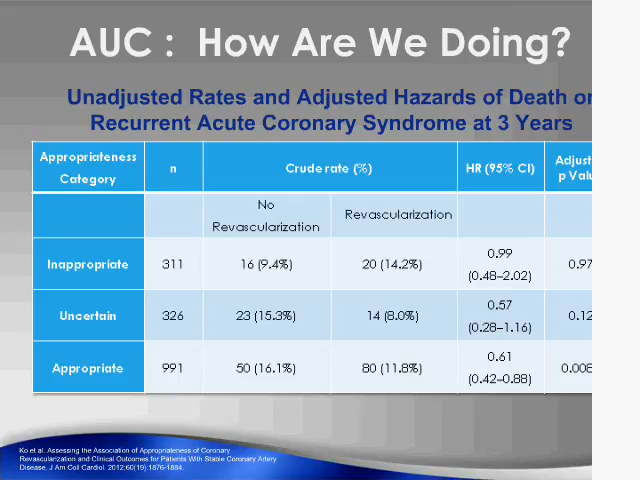 AUC : How Are We Doing?
Unadjusted Rates and Adjusted Hazards of Death or
Recurrent Acute Coronary Syndrome at 3 Years
Appropriateness Category n Crude rate (%) HR (95% CI) Adjust p Valu
No Revascularization Revascularization
Inappropriate 311 16 (9.4%) 20 (14.2%) 0.99 (0.48–2.02) 0.97
Uncertain 326 23 (15.3%) 14 (8.0%) 0.57 (0.28–1.16) 0.12
Appropriate 991 50 (16.1%) 80 (11.8%) 0.61 (0.42–0.88) 0.008
Ko et al. Assessing the Association of Appropriateness of Coronary
Revascularization and Clinical Outcomes for Patients With Stable Coronary Artery
Disease. J Am Coll Cardiol. 2012;60(19):1876-1884.